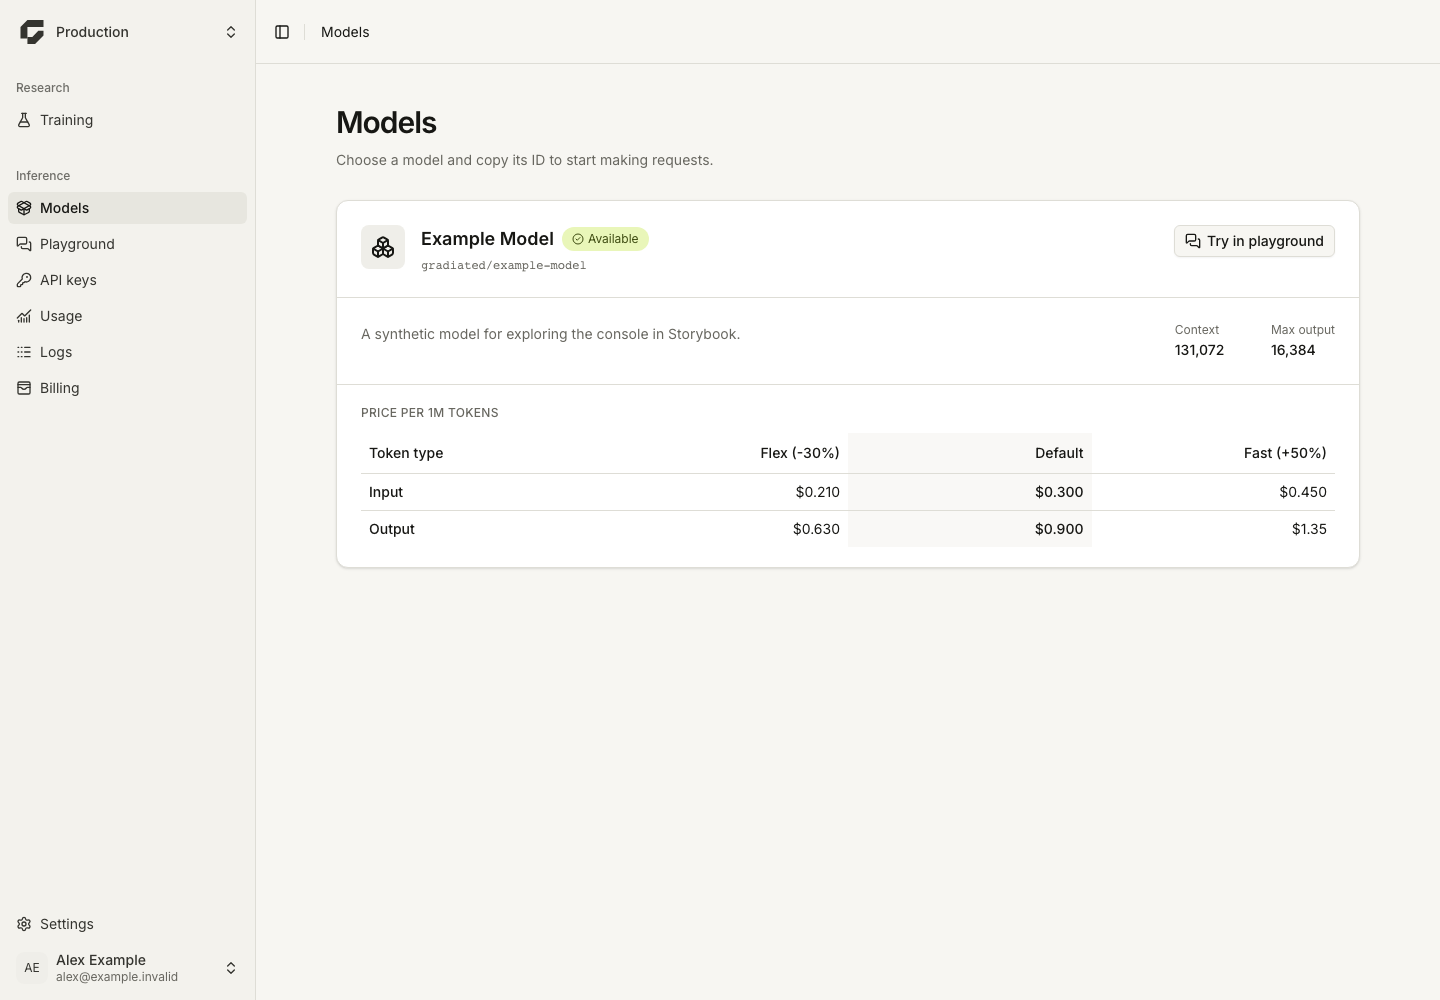 Production
Research
Training
Inference
Models
Playground
API keys
Usage
Logs
Billing
Settings
AE
Alex Example
alex@example.invalid
Models
Models
Choose a model and copy its ID to start making requests.
Example Model Available
gradiated/example-model
Try in playground
A synthetic model for exploring the console in Storybook.
Context Max output
131,072 16,384
PRICE PER 1M TOKENS
Token type Flex (-30%) Default Fast (+50%)
Input $0.210 $0.300 $0.450
Output $0.630 $0.900 $1.35